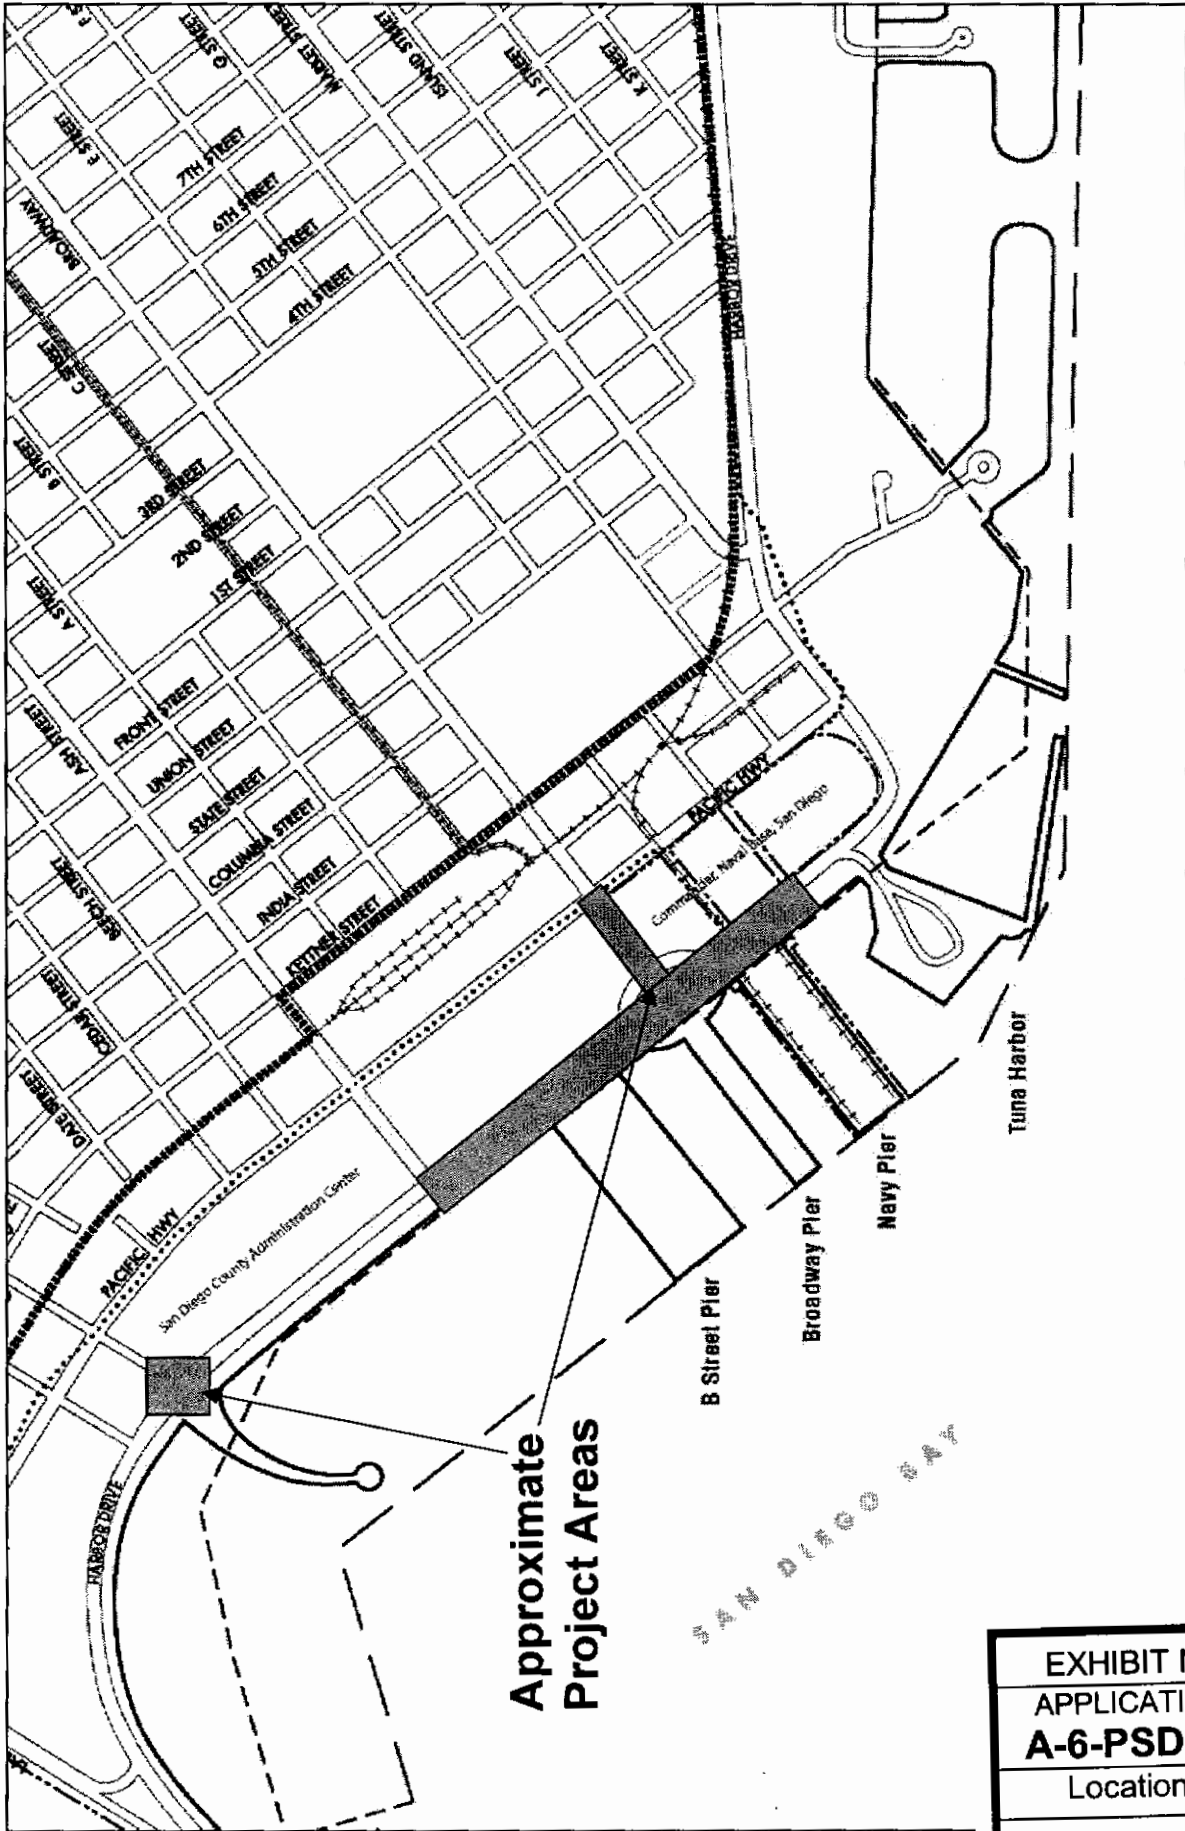 F STREET
G STREET
MARKET STREET
ISLAND STREET
J STREET
K STREET
BROADWAY
7TH STREET
6TH STREET
5TH STREET
4TH STREET
HARBOR DRIVE
C STREET
B STREET
A STREET
3RD STREET
2ND STREET
1ST STREET
ASH STREET
FRONT STREET
UNION STREET
STATE STREET
COLUMBIA STREET
INDIA STREET
KETTNER STREET
BEECH STREET
CEDAR STREET
DATE STREET
PACIFIC HWY
Commander, Naval Base, San Diego
PACIFIC HWY
San Diego County Administration Center
HARBOR DRIVE
Tuna Harbor
Navy Pier
Broadway Pier
B Street Pier
Approximate
Project Areas
SAN DIEGO BAY
EXHIBIT
APPLICATI
A-6-PSD
Location